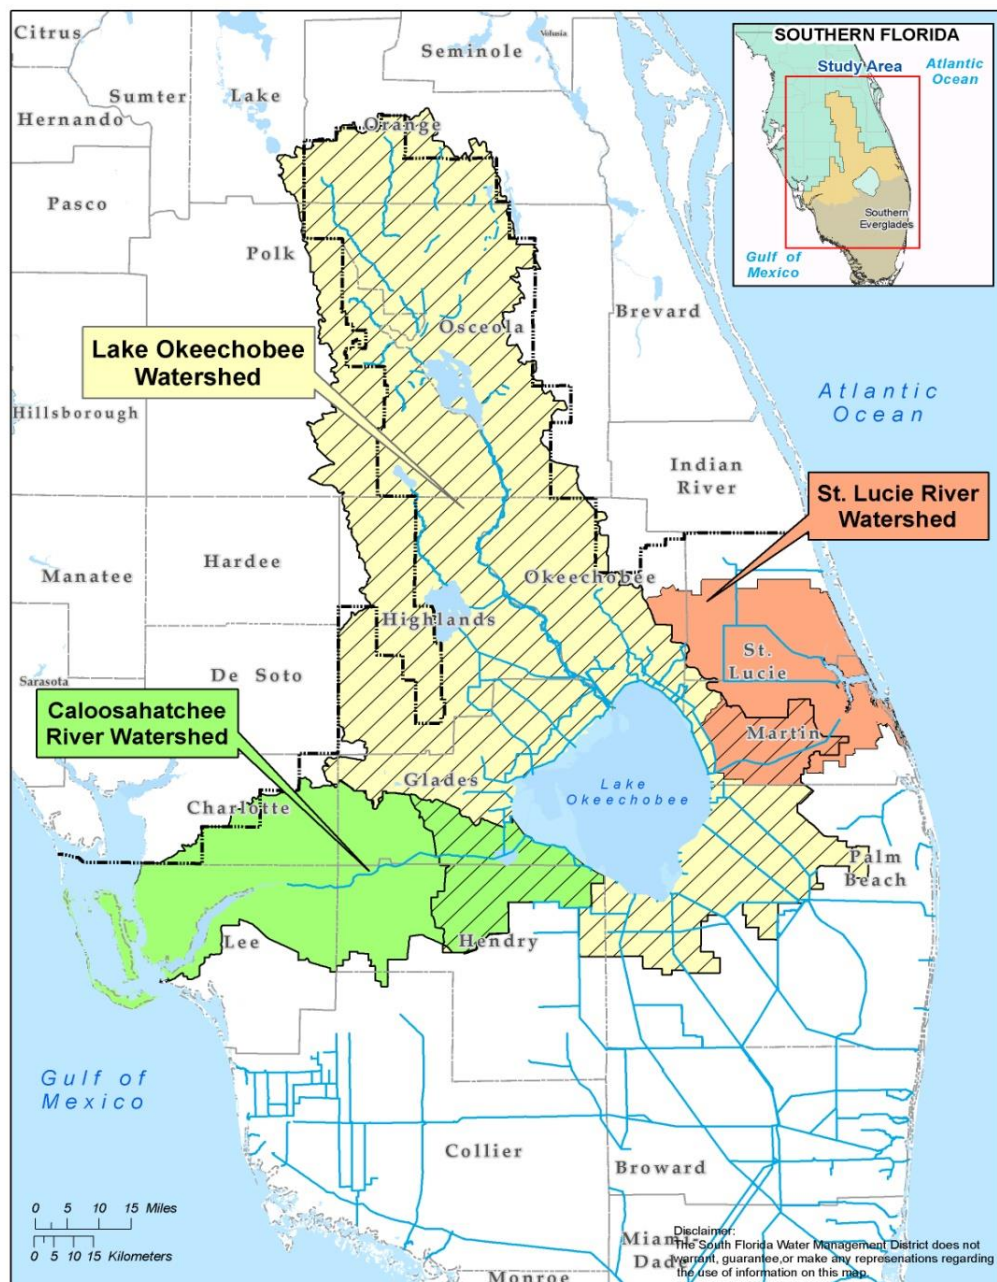 Citrus
Seminole
Volusia
Sumter
Lake
Hernando
Orange
Pasco
Polk
Osceola
Brevard
SOUTHERN FLORIDA
Study Area
Atlantic
Ocean
Southern
Everglades
Gulf of
Mexico
Lake Okeechobee
Watershed
Hillsborough
Atlantic
Ocean
Indian
River
St. Lucie River
Watershed
Hardee
Manatee
Okeechobee
Highlands
De Soto
Sarasota
St.
Lucie
Caloosahatchee
River Watershed
Martin
Glades
Lake
Okeechobee
Charlotte
Palm
Beach
Lee
Hendry
Gulf of
Mexico
Collier
Broward
0 5 10 15 Miles
0 5 10 15 Kilometers
Miami-
Dade
Monroe
Disclaimer:
The South Florida Water Management District does not
warrant, guarantee,or make any represenations regarding
the use of information on this map.